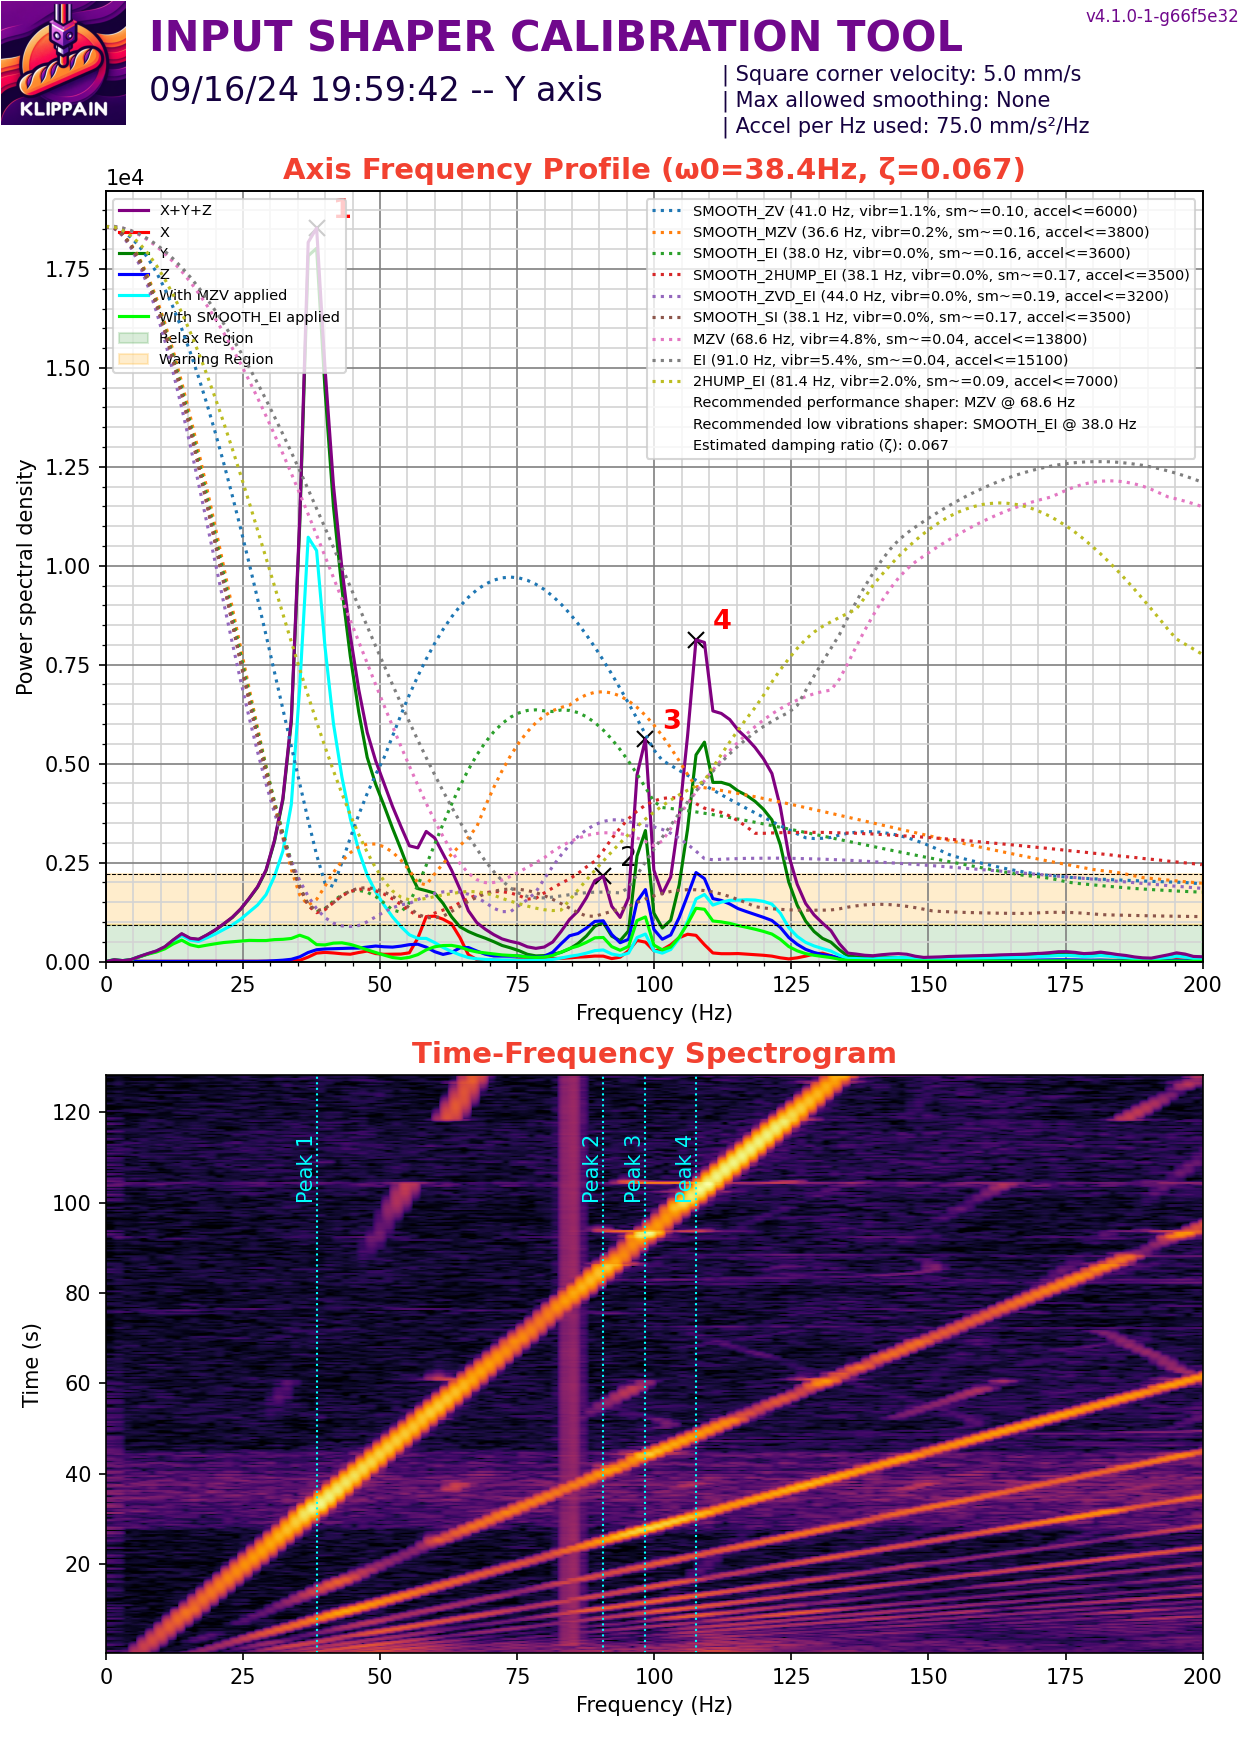 v4.1.0-1-g66f5e32
INPUT SHAPER CALIBRATION TOOL
KLIPPAIN
09/16/24 19:59:42 -- Y axis
| Square corner velocity: 5.0 mm/s
| Max allowed smoothing: None
| Accel per Hz used: 75.0 mm/s²/Hz
Axis Frequency Profile (ω0=38.4Hz, ζ=0.067)
1e4
X+Y+Z
X
Y
Z
With MZV applied
With SMOOTH_EI applied
Relax Region
Warning Region
SMOOTH_ZV (41.0 Hz, vibr=1.1%, sm~=0.10, accel<=6000)
SMOOTH_MZV (36.6 Hz, vibr=0.2%, sm~=0.16, accel<=3800)
SMOOTH_EI (38.0 Hz, vibr=0.0%, sm~=0.16, accel<=3600)
SMOOTH_2HUMP_EI (38.1 Hz, vibr=0.0%, sm~=0.17, accel<=3500)
SMOOTH_ZVD_EI (44.0 Hz, vibr=0.0%, sm~=0.19, accel<=3200)
SMOOTH_SI (38.1 Hz, vibr=0.0%, sm~=0.17, accel<=3500)
MZV (68.6 Hz, vibr=4.8%, sm~=0.04, accel<=13800)
EI (91.0 Hz, vibr=5.4%, sm~=0.04, accel<=15100)
2HUMP_EI (81.4 Hz, vibr=2.0%, sm~=0.09, accel<=7000)
Recommended performance shaper: MZV @ 68.6 Hz
Recommended low vibrations shaper: SMOOTH_EI @ 38.0 Hz
Estimated damping ratio (ζ): 0.067
1
2
3
4
Power spectral density
1.75
1.50
1.25
1.00
0.75
0.50
0.25
0.00
0 25 50 75 100 125 150 175 200
Frequency (Hz)
Time-Frequency Spectrogram
Peak 1
Peak 2
Peak 3
Peak 4
Time (s)
120
100
80
60
40
20
0 25 50 75 100 125 150 175 200
Frequency (Hz)